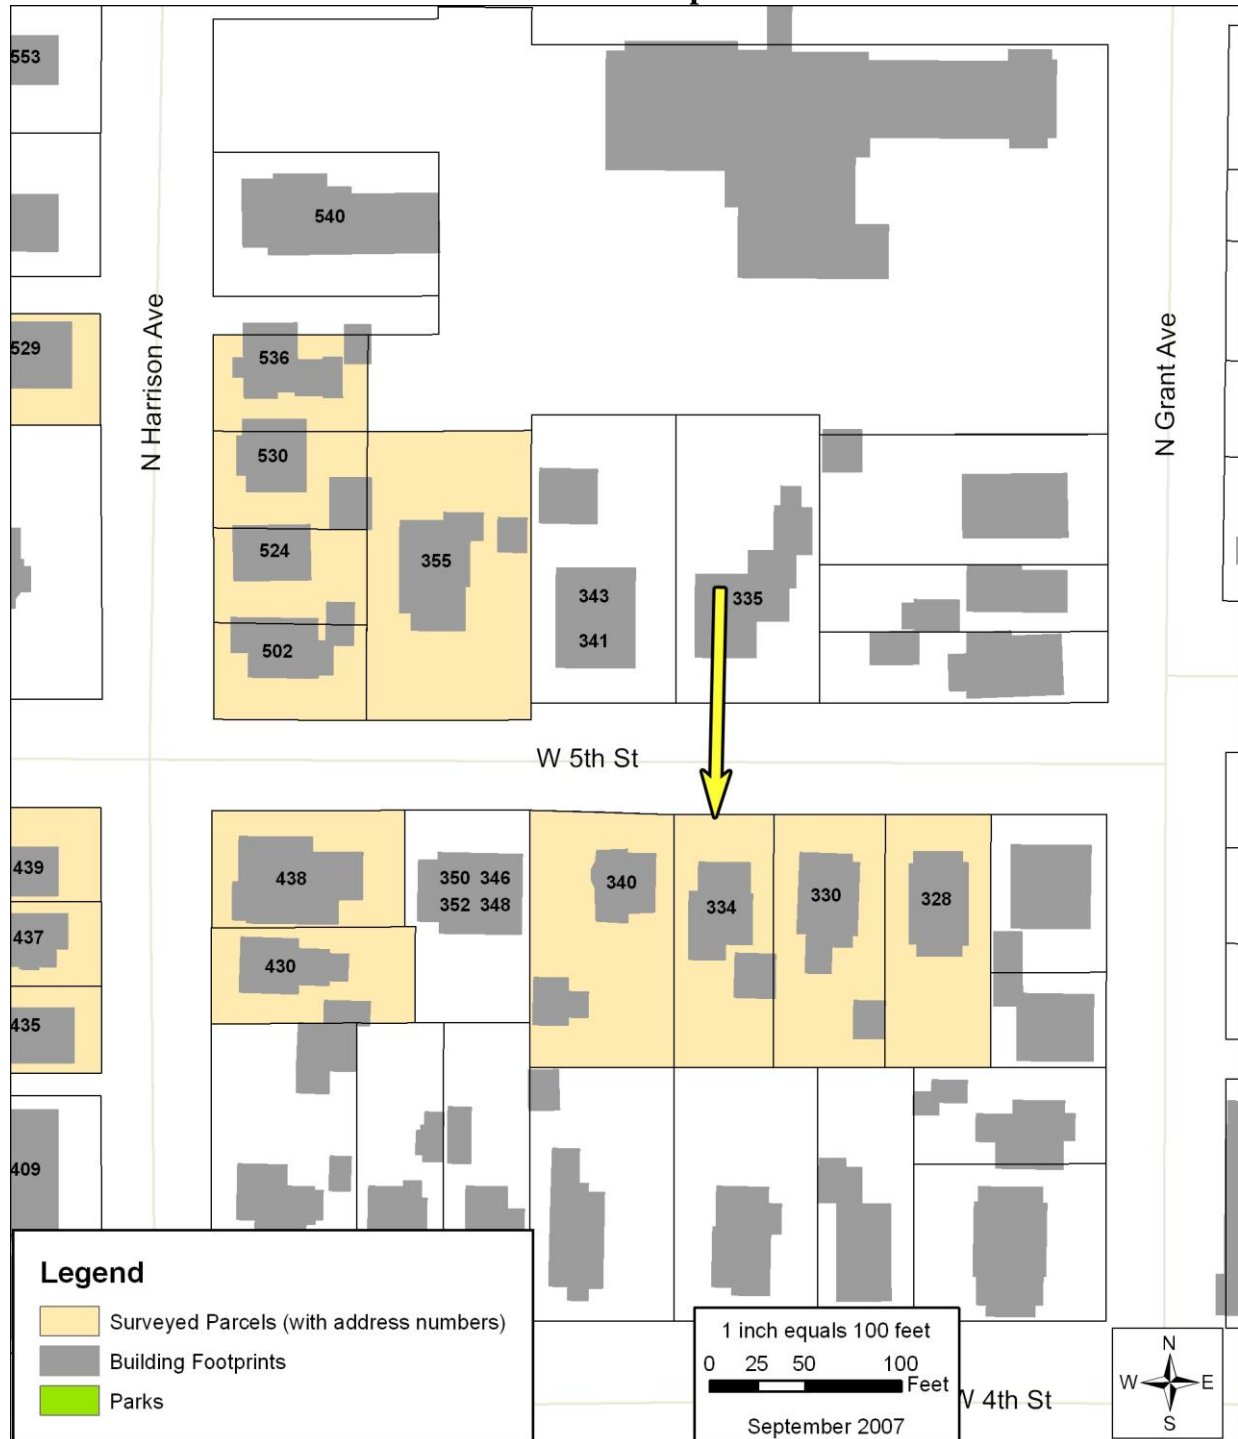 553
540
N Harrison Ave
N Grant Ave
529
536
530
524
355
502
343
341
335
W 5th St
439
438
350 346
352 348
340
334
330
328
437
430
435
409
Legend
Surveyed Parcels (with address numbers)
Building Footprints
Parks
1 inch equals 100 feet
0 25 50 100
Feet
September 2007
W 4th St
N
W E
S